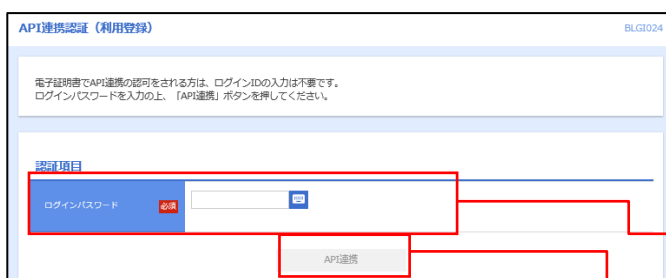 API連携認証（利用登録）
BLGI024
電子証明書でAPI連携の認可をされる方は、ログインIDの入力は不要です。
ログインパスワードを入力の上、「API連携」ボタンを押してください。
認証項目
ログインパスワード 必須
API連携